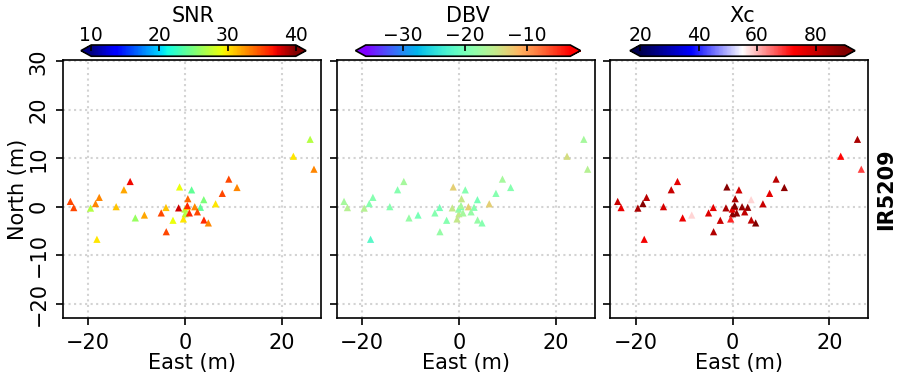 SNR DBV Xc
10 20 30 40 −30 −20 −10 20 40 60 80
30
20
10
0
−10
−20
North (m)
IR5209
−20 0 20 −20 0 20 −20 0 20
East (m) East (m) East (m)